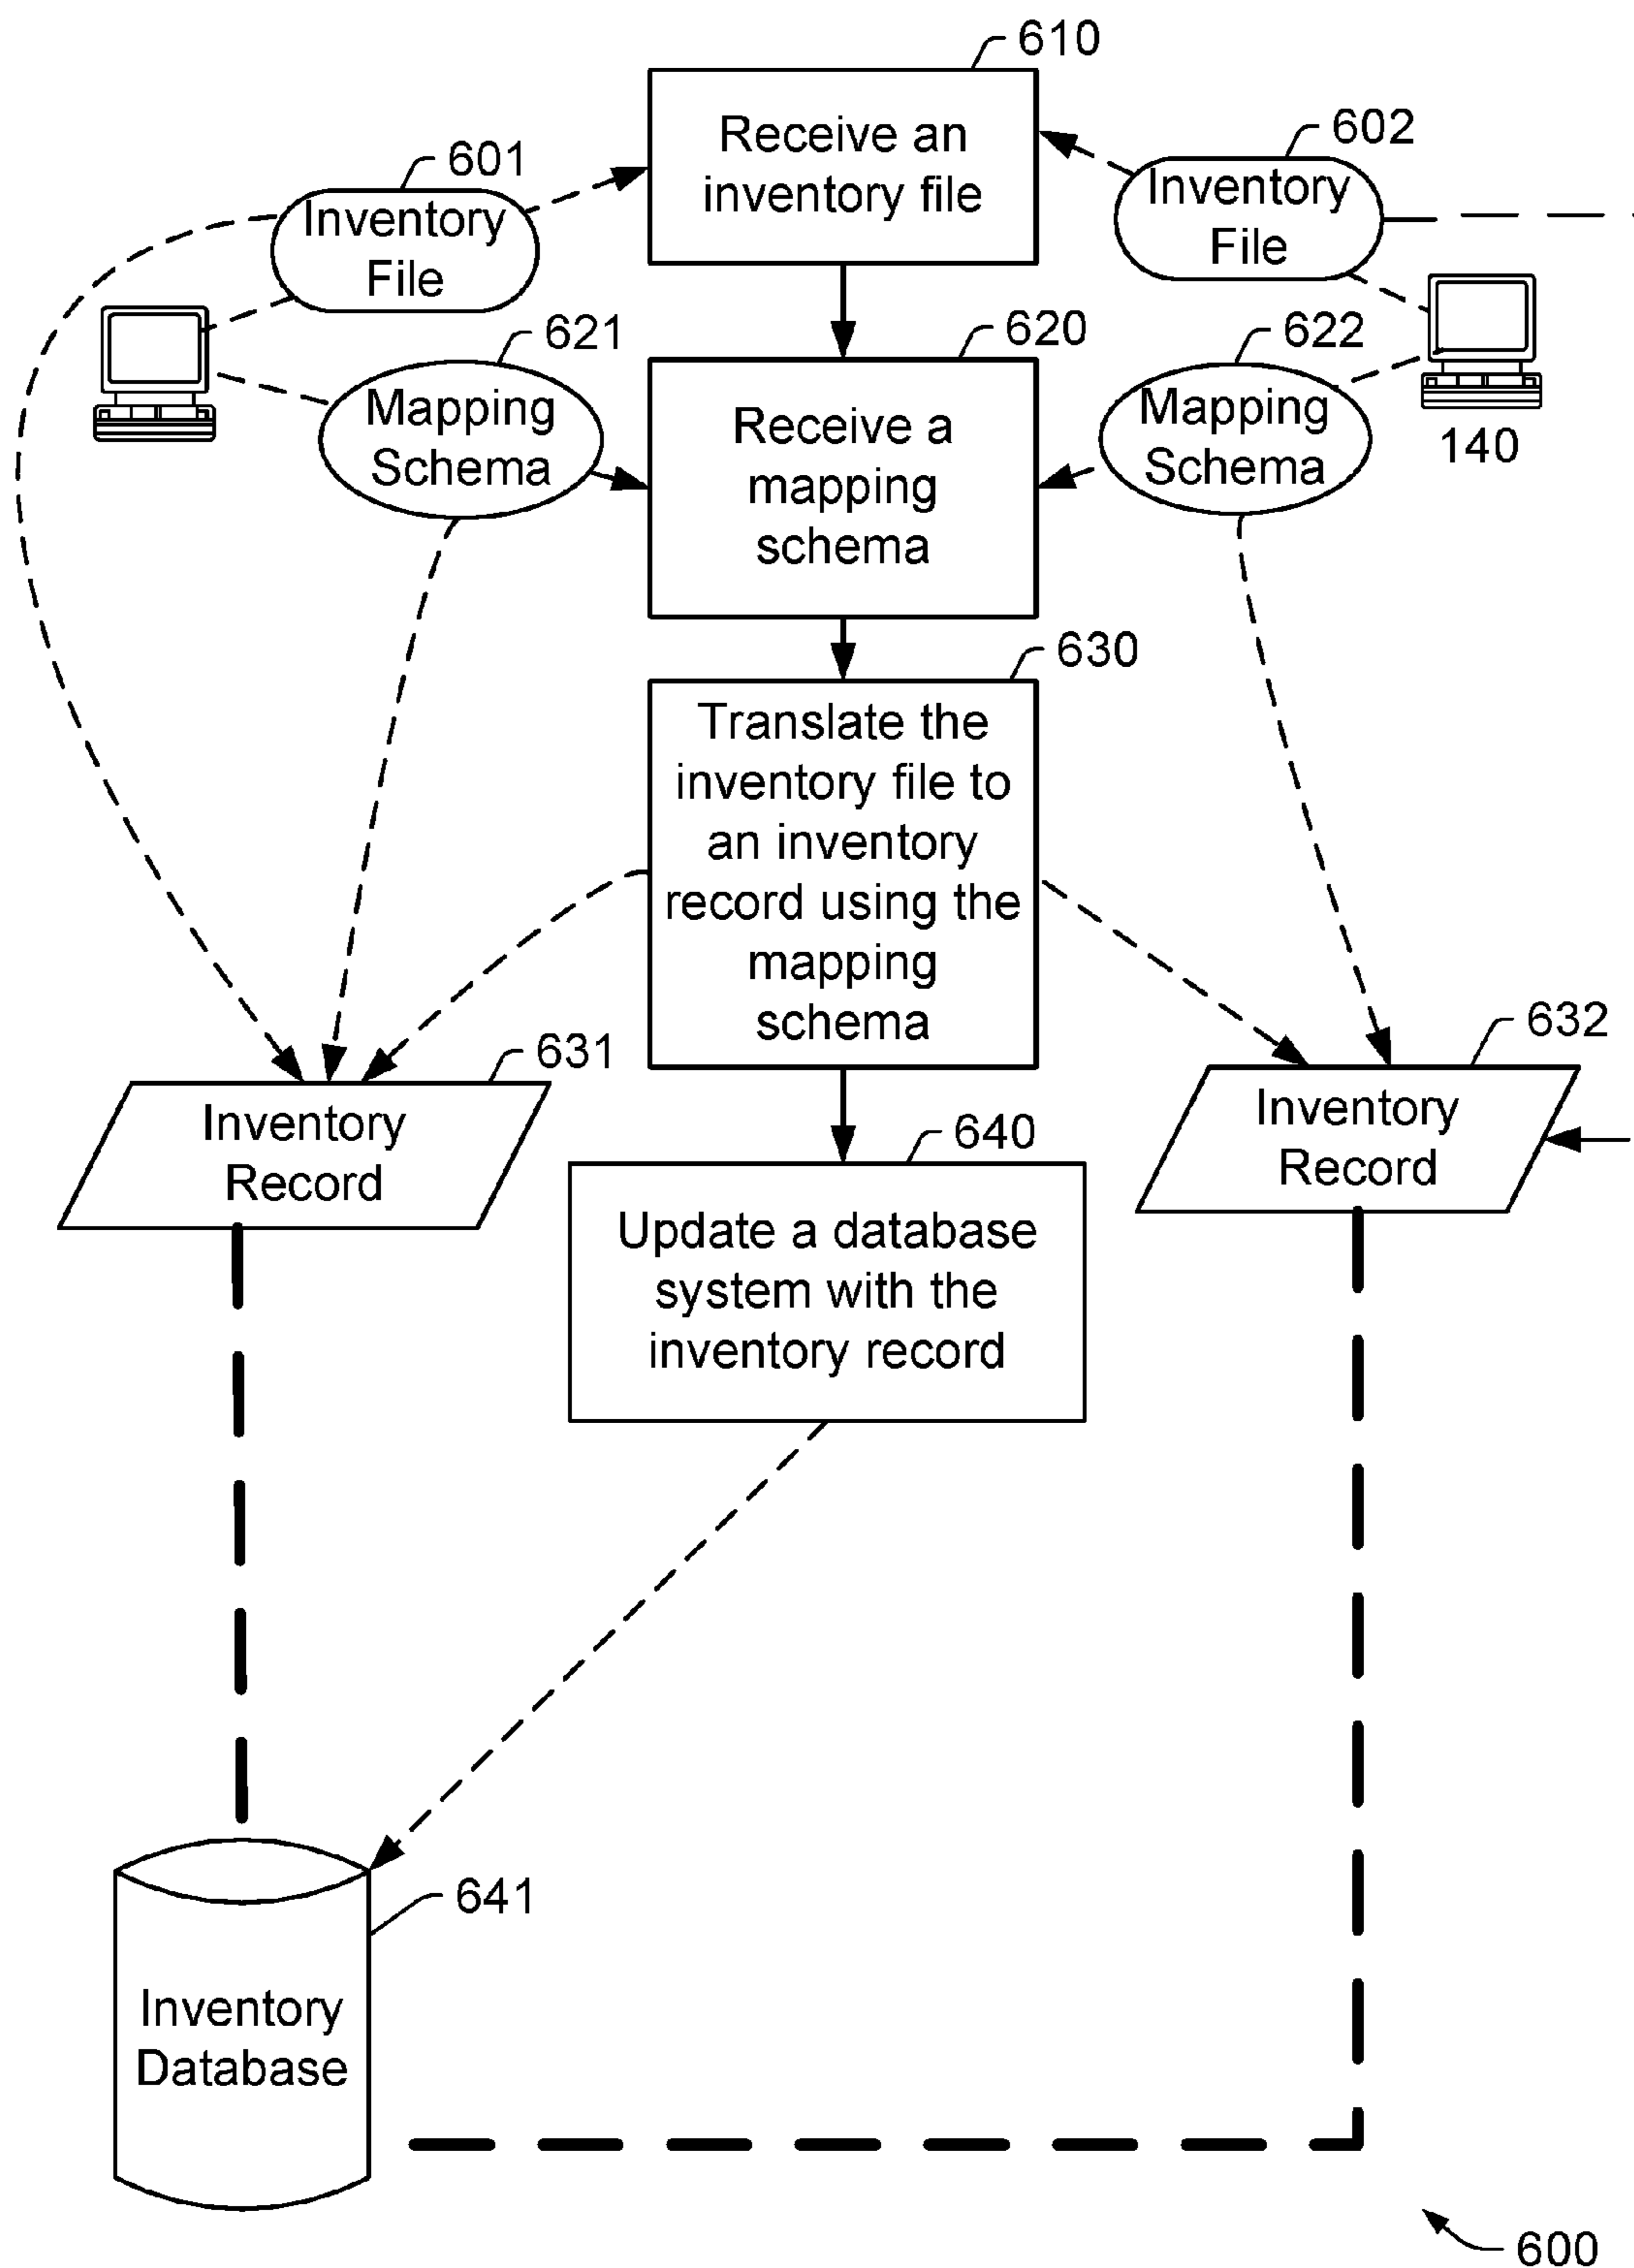 610
Receive an
inventory file
601
Inventory
File
602
Inventory
File
621
Mapping
Schema
620
Receive a
mapping
schema
622
Mapping
Schema
140
630
Translate the
inventory file to
an inventory
record using the
mapping
schema
631
Inventory
Record
632
Inventory
Record
640
Update a database
system with the
inventory record
641
Inventory
Database
600